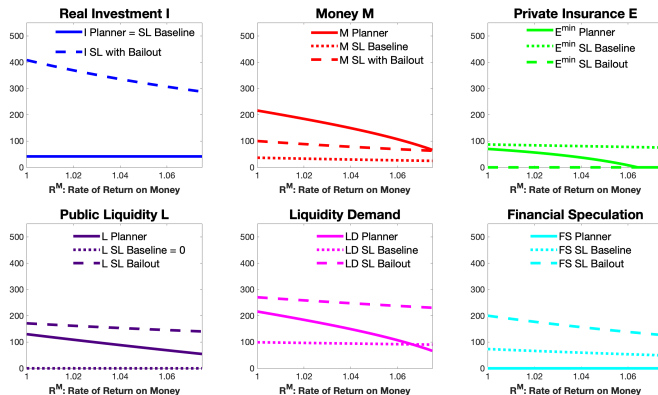 Real Investment I
I Planner = SL Baseline
I SL with Bailout
500
400
300
200
100
0
1
1.02
1.04
1.06
R^M: Rate of Return on Money
Money M
M Planner
M SL Baseline
M SL with Bailout
500
400
300
200
100
0
1
1.02
1.04
1.06
R^M: Rate of Return on Money
Private Insurance E
E^min Planner
E^min SL Baseline
E^min SL Bailout
500
400
300
200
100
0
1
1.02
1.04
1.06
R^M: Rate of Return on Money
Public Liquidity L
L Planner
L SL Baseline = 0
L SL Bailout
500
400
300
200
100
0
1
1.02
1.04
1.06
R^M: Rate of Return on Money
Liquidity Demand
LD Planner
LD SL Baseline
LD SL Bailout
500
400
300
200
100
0
1
1.02
1.04
1.06
R^M: Rate of Return on Money
Financial Speculation
FS Planner
FS SL Baseline
FS SL Bailout
500
400
300
200
100
0
1
1.02
1.04
1.06
R^M: Rate of Return on Money